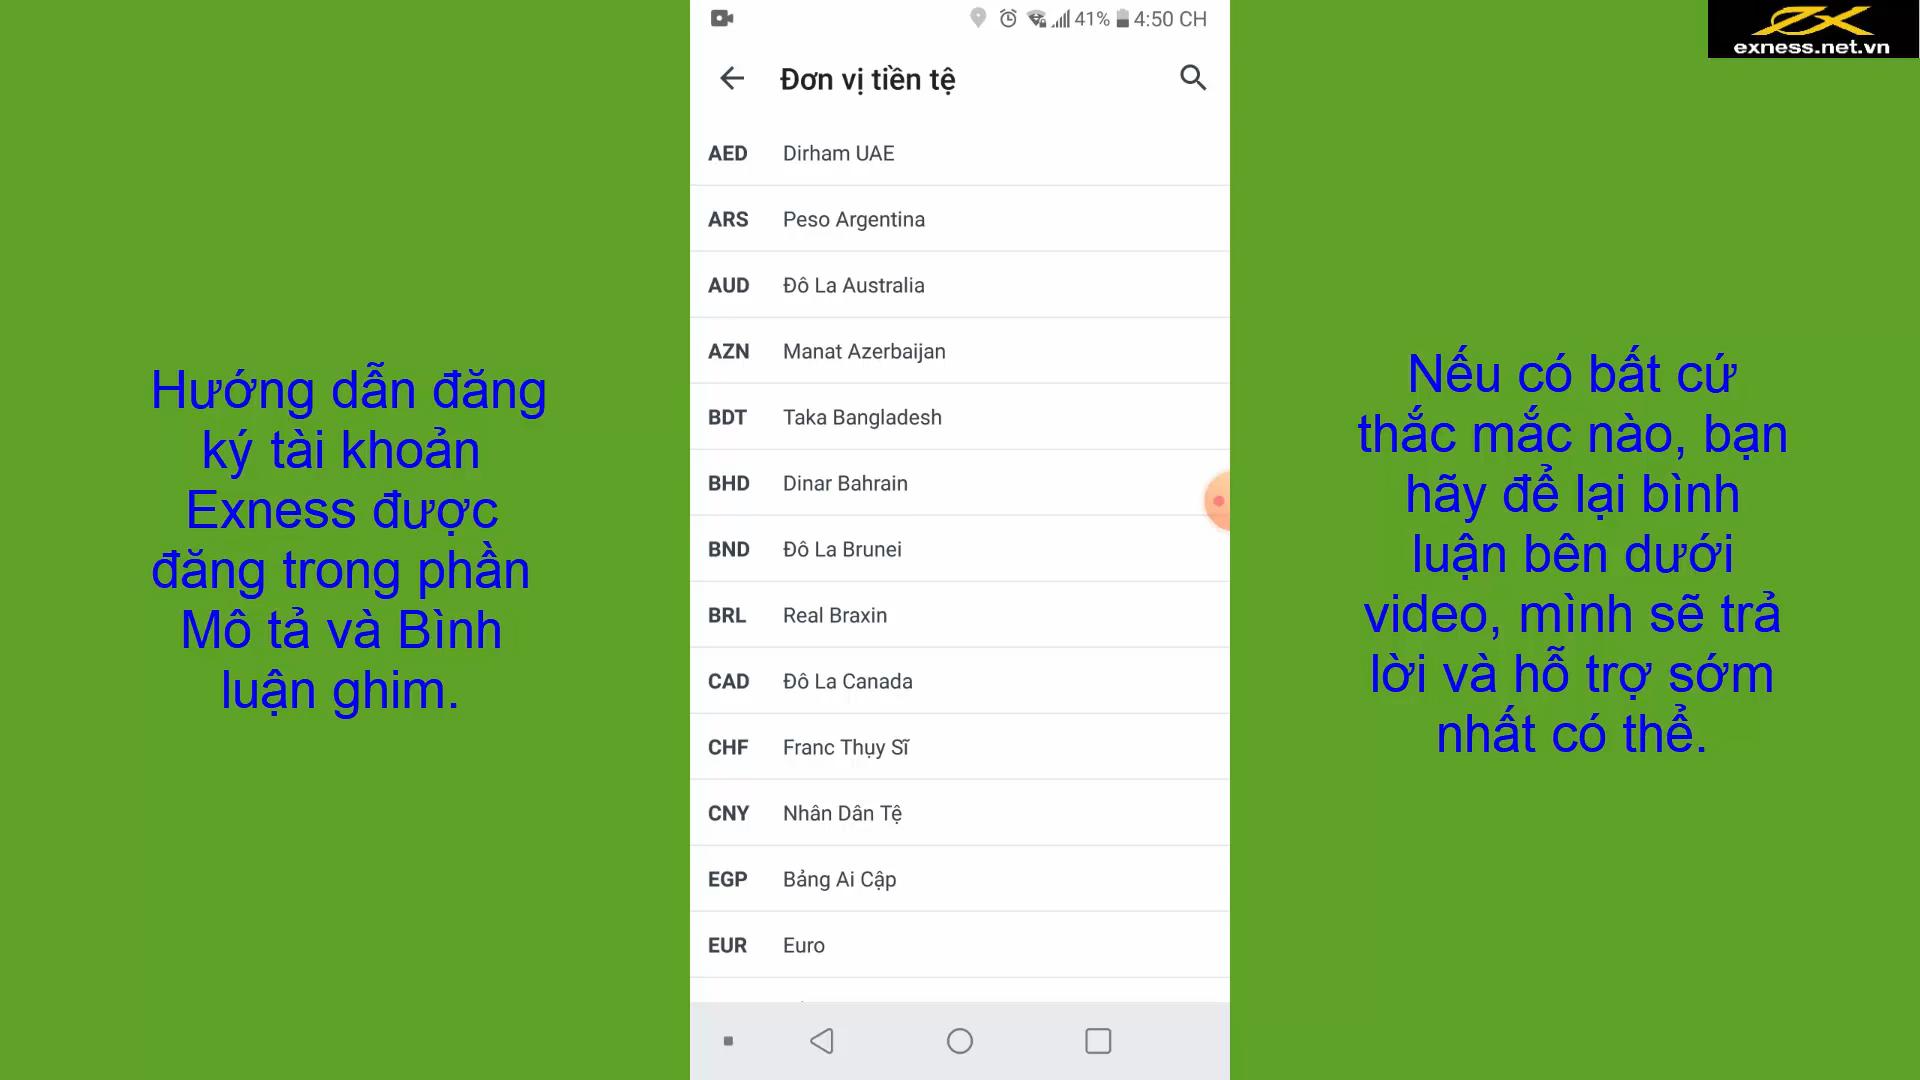 41% 4:50 CH
exness.net.vn
Đơn vị tiền tệ
AED Dirham UAE
ARS Peso Argentina
AUD Đô La Australia
AZN Manat Azerbaijan
BDT Taka Bangladesh
BHD Dinar Bahrain
BND Đô La Brunei
BRL Real Braxin
CAD Đô La Canada
CHF Franc Thụy Sĩ
CNY Nhân Dân Tệ
EGP Bảng Ai Cập
EUR Euro
Hướng dẫn đăng
ký tài khoản
Exness được
đăng trong phần
Mô tả và Bình
luận ghim.
Nếu có bất cứ
thắc mắc nào, bạn
hãy để lại bình
luận bên dưới
video, mình sẽ trả
lời và hỗ trợ sớm
nhất có thể.